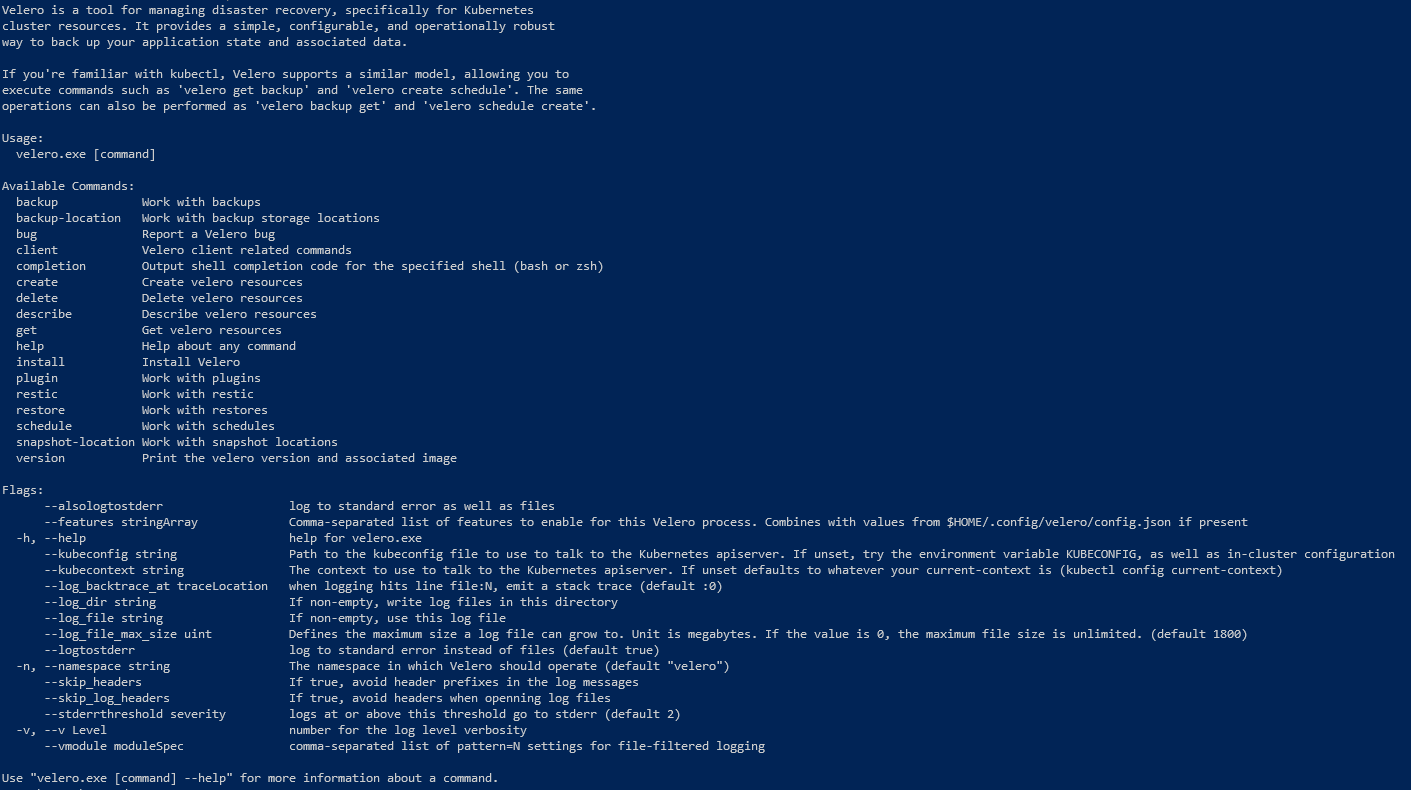 Velero is a tool for managing disaster recovery, specifically for Kubernetes
cluster resources. It provides a simple, configurable, and operationally robust
way to back up your application state and associated data.

If you're familiar with kubectl, Velero supports a similar model, allowing you to
execute commands such as 'velero get backup' and 'velero create schedule'. The same
operations can also be performed as 'velero backup get' and 'velero schedule create'.

Usage:
  velero.exe [command]

Available Commands:
  backup            Work with backups
  backup-location   Work with backup storage locations
  bug               Report a Velero bug
  client            Velero client related commands
  completion        Output shell completion code for the specified shell (bash or zsh)
  create            Create velero resources
  delete            Delete velero resources
  describe          Describe velero resources
  get               Get velero resources
  help              Help about any command
  install           Install Velero
  plugin            Work with plugins
  restic            Work with restic
  restore           Work with restores
  schedule          Work with schedules
  snapshot-location Work with snapshot locations
  version           Print the velero version and associated image

Flags:
      --alsologtostderr                  log to standard error as well as files
      --features stringArray             Comma-separated list of features to enable for this Velero process. Combines with values from $HOME/.config/velero/config.json if present
  -h, --help                             help for velero.exe
      --kubeconfig string                Path to the kubeconfig file to use to talk to the Kubernetes apiserver. If unset, try the environment variable KUBECONFIG, as well as in-cluster configuration
      --kubecontext string               The context to use to talk to the Kubernetes apiserver. If unset defaults to whatever your current-context is (kubectl config current-context)
      --log_backtrace_at traceLocation   when logging hits line file:N, emit a stack trace (default :0)
      --log_dir string                   If non-empty, write log files in this directory
      --log_file string                  If non-empty, use this log file
      --log_file_max_size uint           Defines the maximum size a log file can grow to. Unit is megabytes. If the value is 0, the maximum file size is unlimited. (default 1800)
      --logtostderr                      log to standard error instead of files (default true)
  -n, --namespace string                 The namespace in which Velero should operate (default "velero")
      --skip_headers                     If true, avoid header prefixes in the log messages
      --skip_log_headers                 If true, avoid headers when openning log files
      --stderrthreshold severity         logs at or above this threshold go to stderr (default 2)
  -v, --v Level                          number for the log level verbosity
      --vmodule moduleSpec               comma-separated list of pattern=N settings for file-filtered logging

Use "velero.exe [command] --help" for more information about a command.